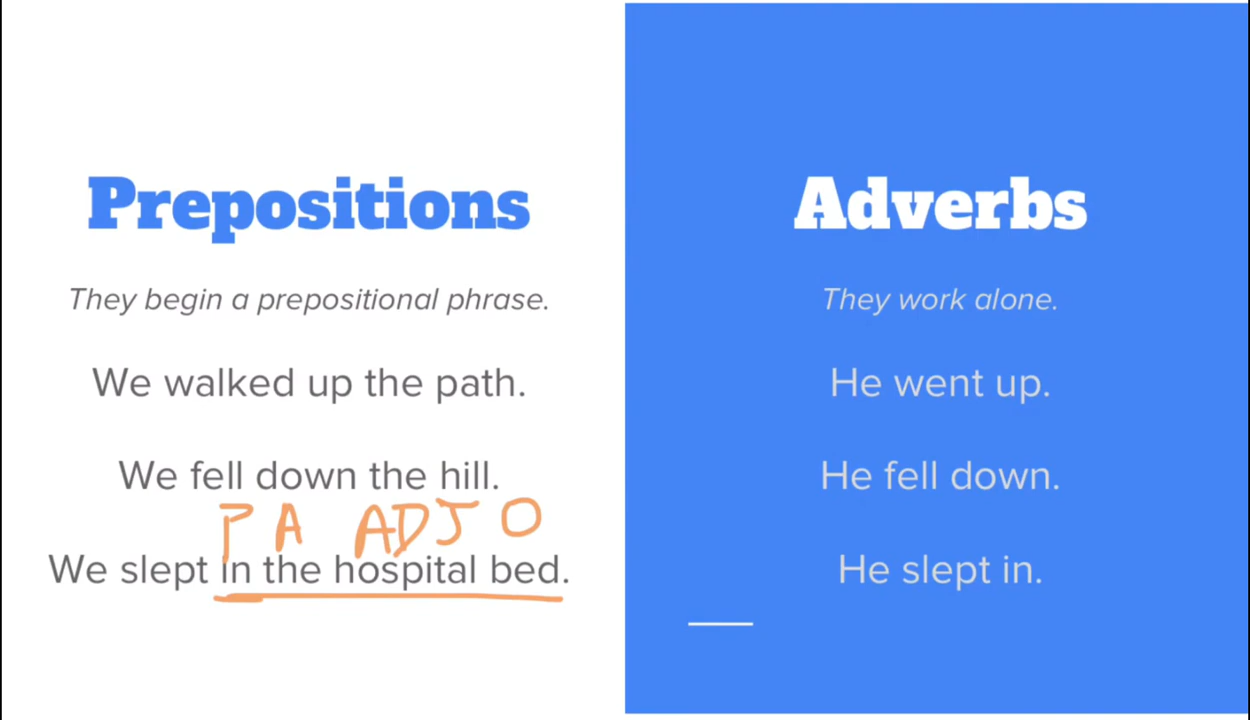 Prepositions
They begin a prepositional phrase.
We walked up the path.
We fell down the hill.
P A ADJ O
We slept in the hospital bed.
Adverbs
They work alone.
He went up.
He fell down.
He slept in.